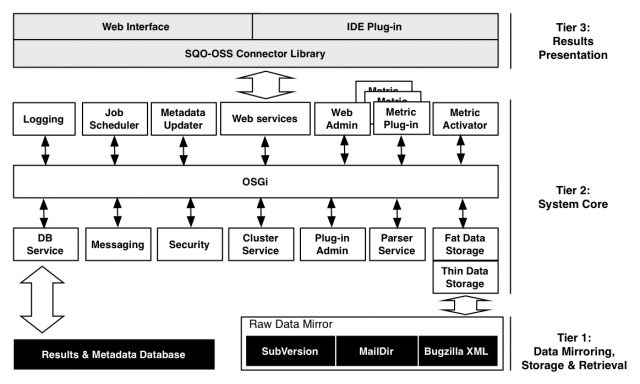 Web Interface
IDE Plug-in
SQO-OSS Connector Library
Tier 3:
Results
Presentation
Metric
Metric
Logging
Job
Scheduler
Metadata
Updater
Web services
Web
Admin
Metric
Plug-in
Metric
Activator
OSGi
Tier 2:
System Core
DB
Service
Messaging
Security
Cluster
Service
Plug-in
Admin
Parser
Service
Fat Data
Storage
Thin Data
Storage
Raw Data Mirror
SubVersion
MailDir
Bugzilla XML
Results & Metadata Database
Tier 1:
Data Mirroring,
Storage & Retrieval